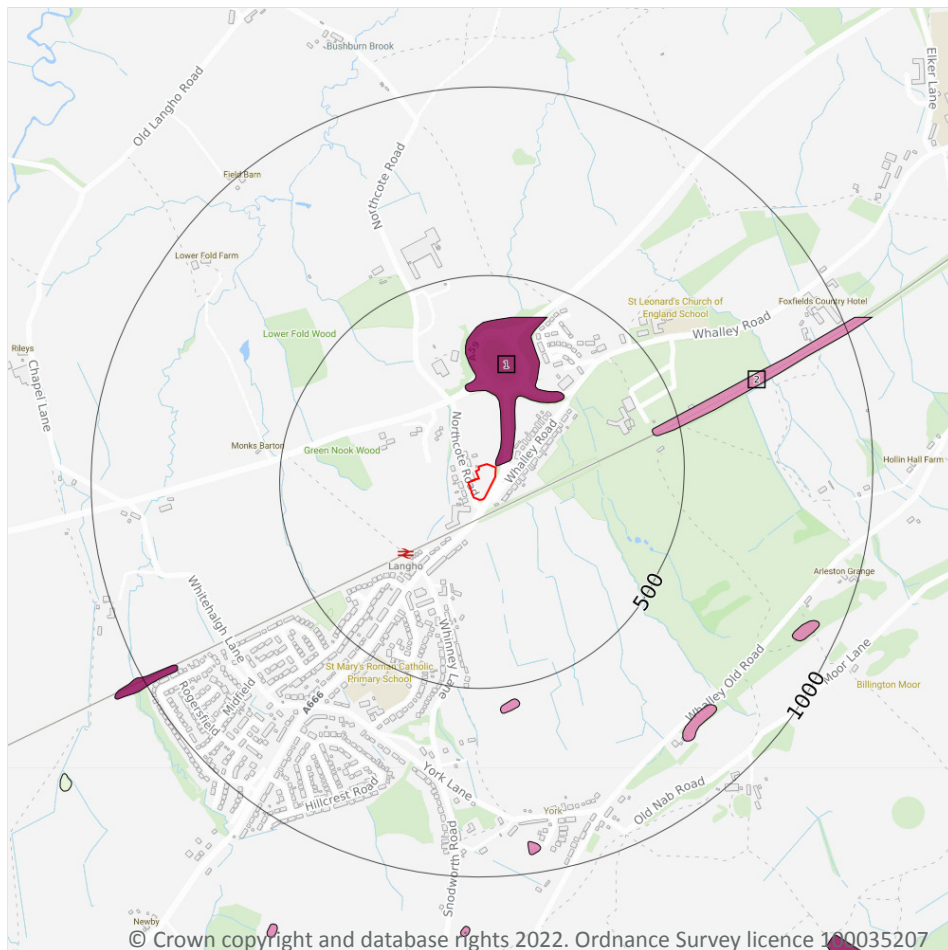 Bushburn Brook
Elker Lane
Old Langho Road
Northcote Road
Field Barn
Lower Fold Farm
St Leonard's Church of
England School
Foxfields Country Hotel
Whalley Road
Lower Fold Wood
A59
1
2
Rileys
Chapel Lane
Northcote Road
Whalley Road
Monks Barton
Green Nook Wood
Hollin Hall Farm
Langho
Arleston Grange
500
Whitehalgh Lane
Whinney Lane
Moor Lane
St Mary's Roman Catholic
Primary School
Billington Moor
Rogersfield
Midfield
A666
Whalley Old Road
1000
York Lane
Hillcrest Road
Old Nab Road
York
Snodworth Road
Newby
© Crown copyright and database rights 2022. Ordnance Survey licence 100035207